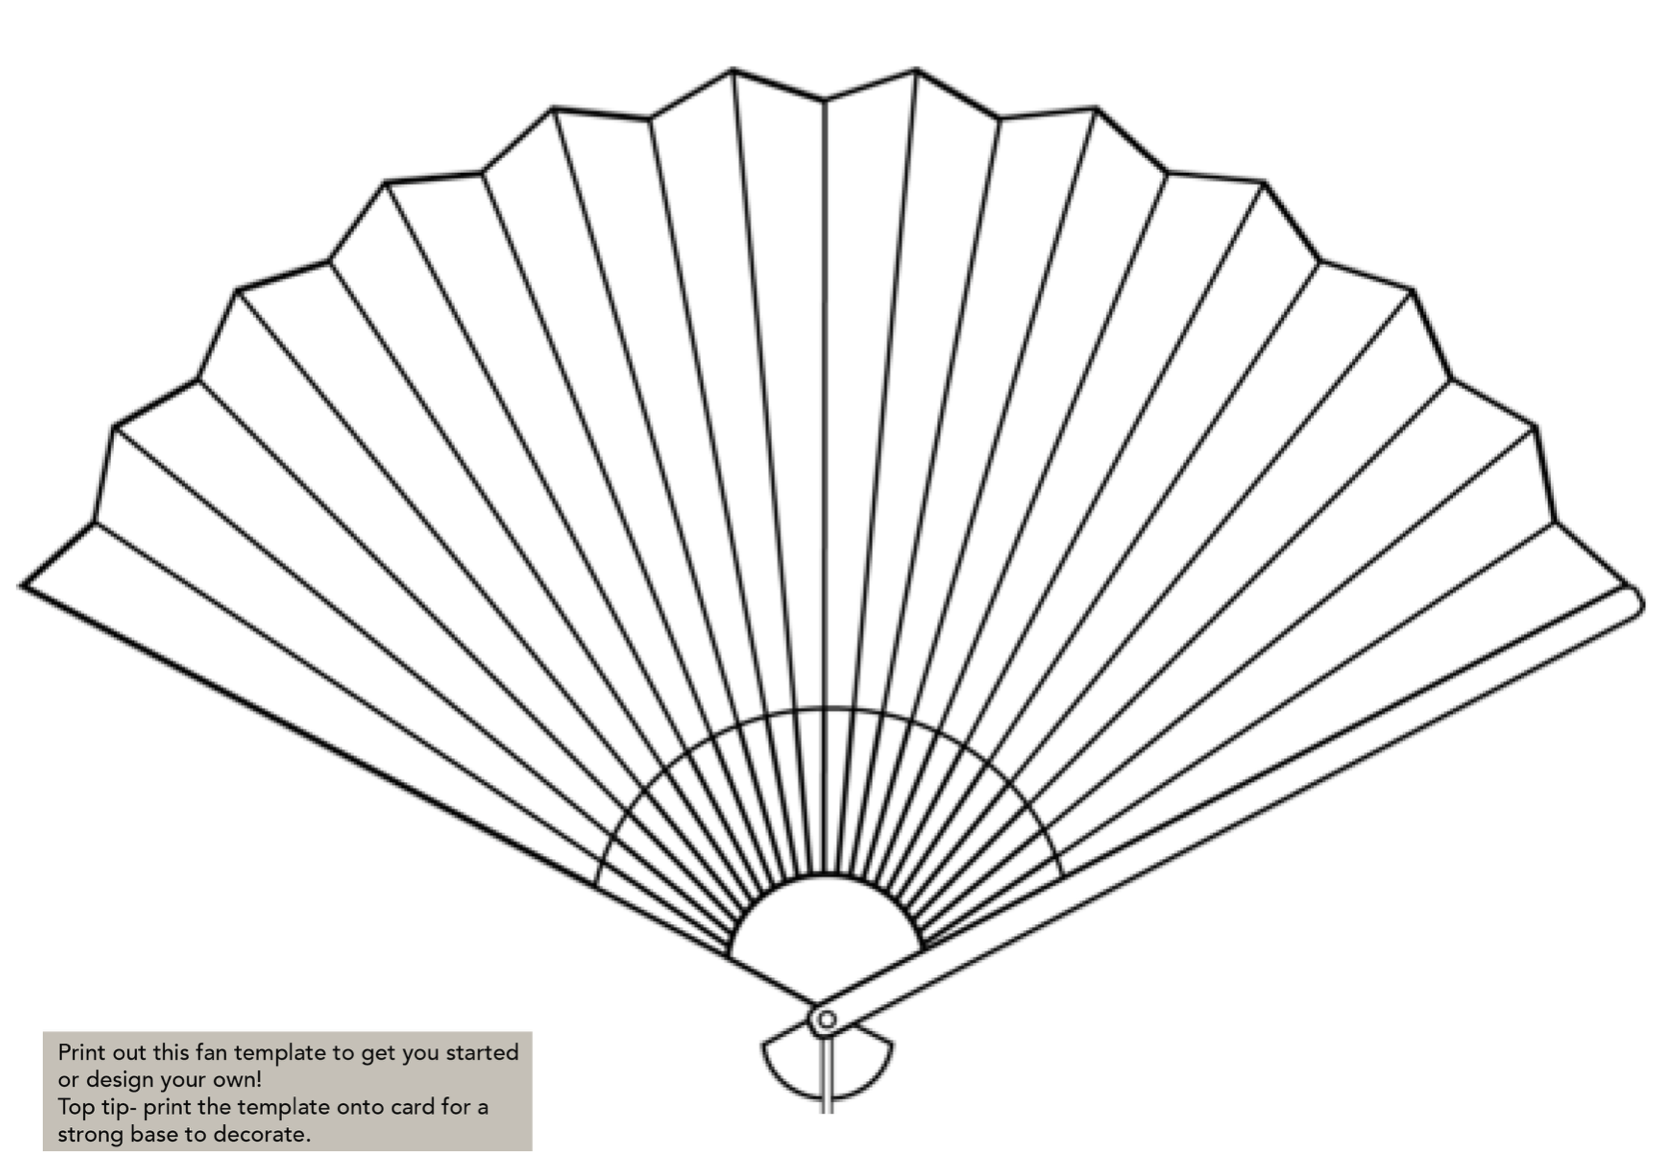 Print out this fan template to get you started
or design your own!
Top tip- print the template onto card for a
strong base to decorate.